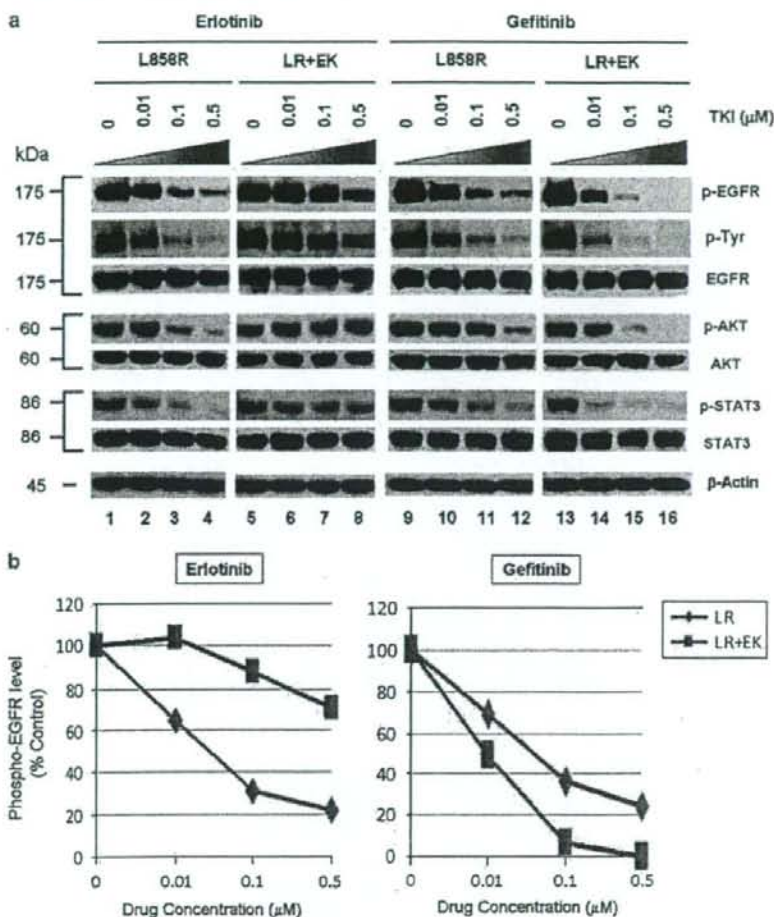 a
Erlotinib Gefitinib
L858R LR+EK L858R LR+EK
0 0.01 0.1 0.5 0 0.01 0.1 0.5 0 0.01 0.1 0.5 0 0.01 0.1 0.5 TKI (μM)
kDa
175 p-EGFR
175 p-Tyr
175 EGFR
60 p-AKT
60 AKT
86 p-STAT3
86 STAT3
45 β-Actin
1 2 3 4 5 6 7 8 9 10 11 12 13 14 15 16
b
Erlotinib Gefitinib
Phospho-EGFR level
(% Control)
120 100 80 60 40 20 0
0 0.01 0.1 0.5
Drug Concentration (μM)
120 100 80 60 40 20 0
0 0.01 0.1 0.5
Drug Concentration (μM)
LR
LR+EK